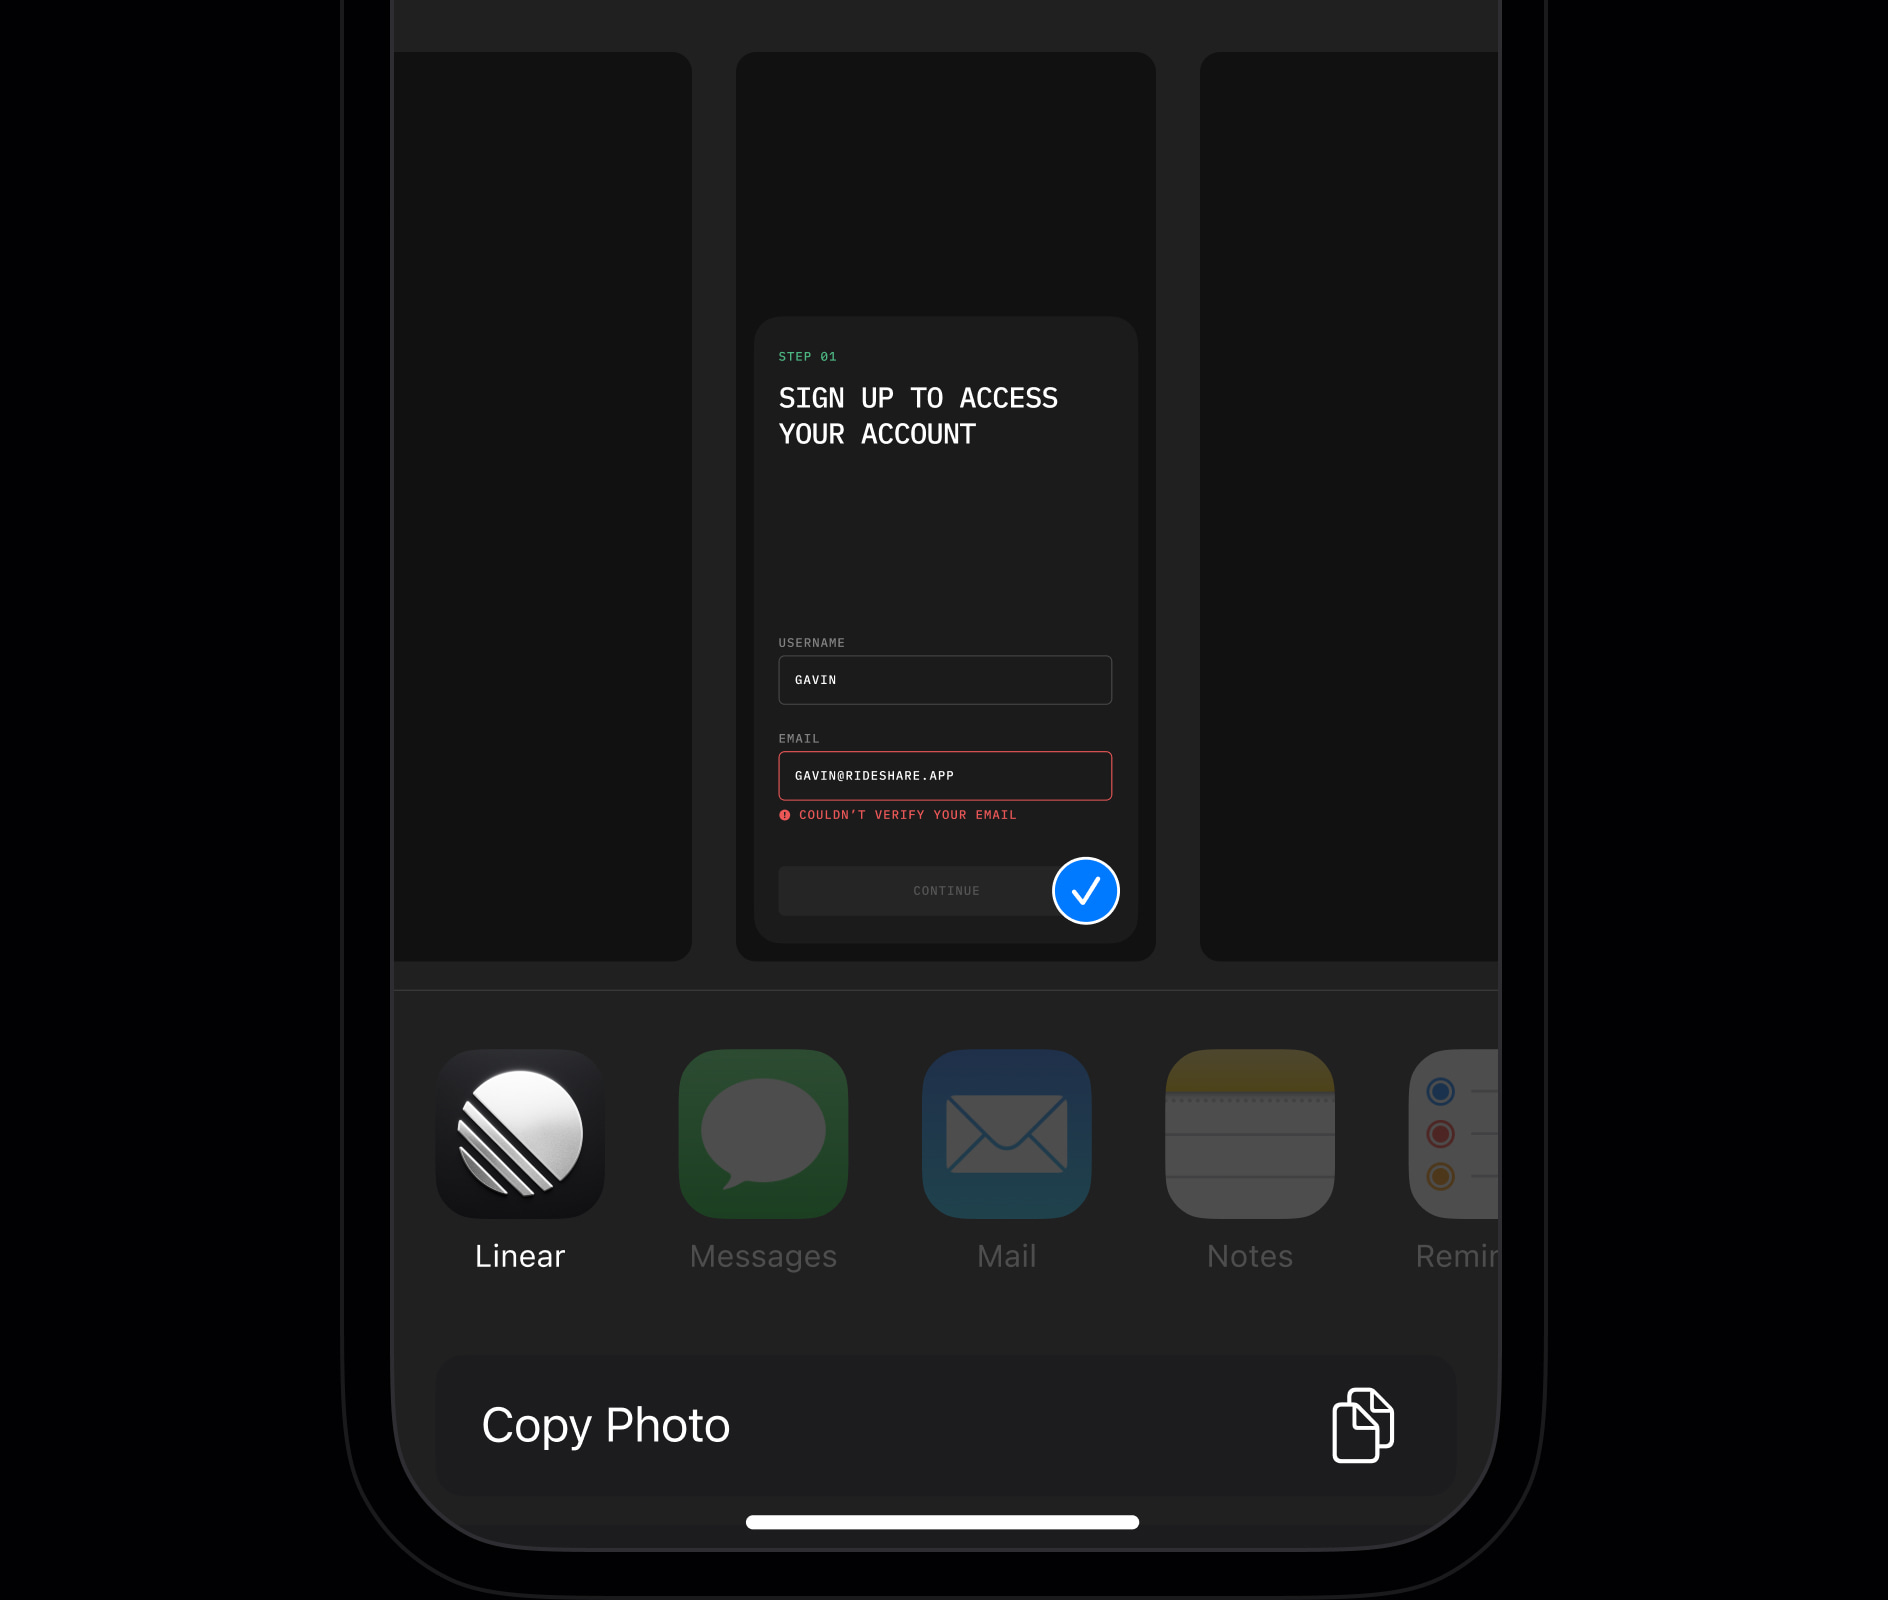 STEP 01
SIGN UP TO ACCESS
YOUR ACCOUNT
USERNAME
GAVIN
EMAIL
GAVIN@RIDESHARE.APP
COULDN’T VERIFY YOUR EMAIL
CONTINUE
Linear
Messages
Mail
Notes
Remin
Copy Photo